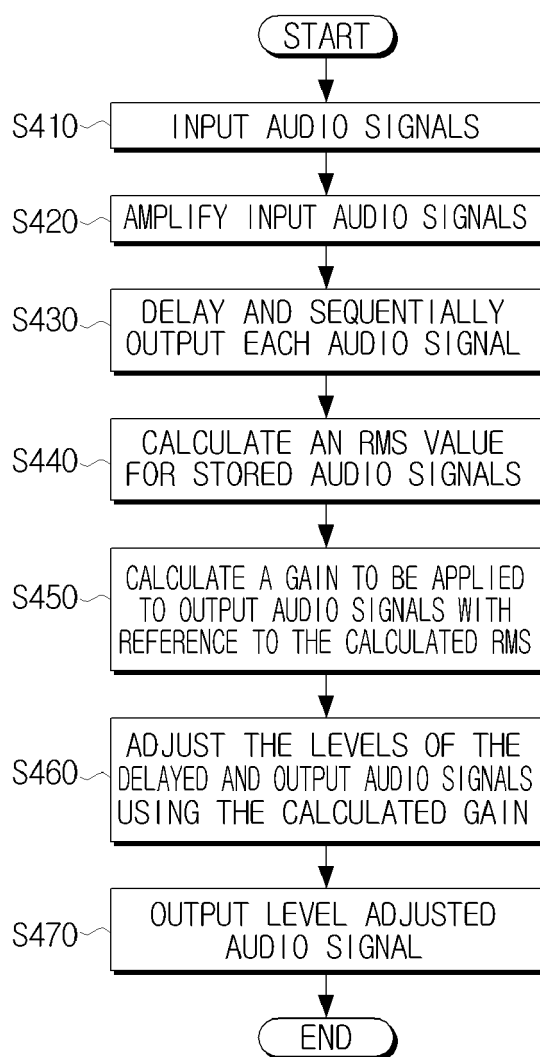 START
S410
INPUT AUDIO SIGNALS
S420
AMPLIFY INPUT AUDIO SIGNALS
S430
DELAY AND SEQUENTIALLY
OUTPUT EACH AUDIO SIGNAL
S440
CALCULATE AN RMS VALUE
FOR STORED AUDIO SIGNALS
S450
CALCULATE A GAIN TO BE APPLIED
TO OUTPUT AUDIO SIGNALS WITH
REFERENCE TO THE CALCULATED RMS
S460
ADJUST THE LEVELS OF THE
DELAYED AND OUTPUT AUDIO SIGNALS
USING THE CALCULATED GAIN
S470
OUTPUT LEVEL ADJUSTED
AUDIO SIGNAL
END